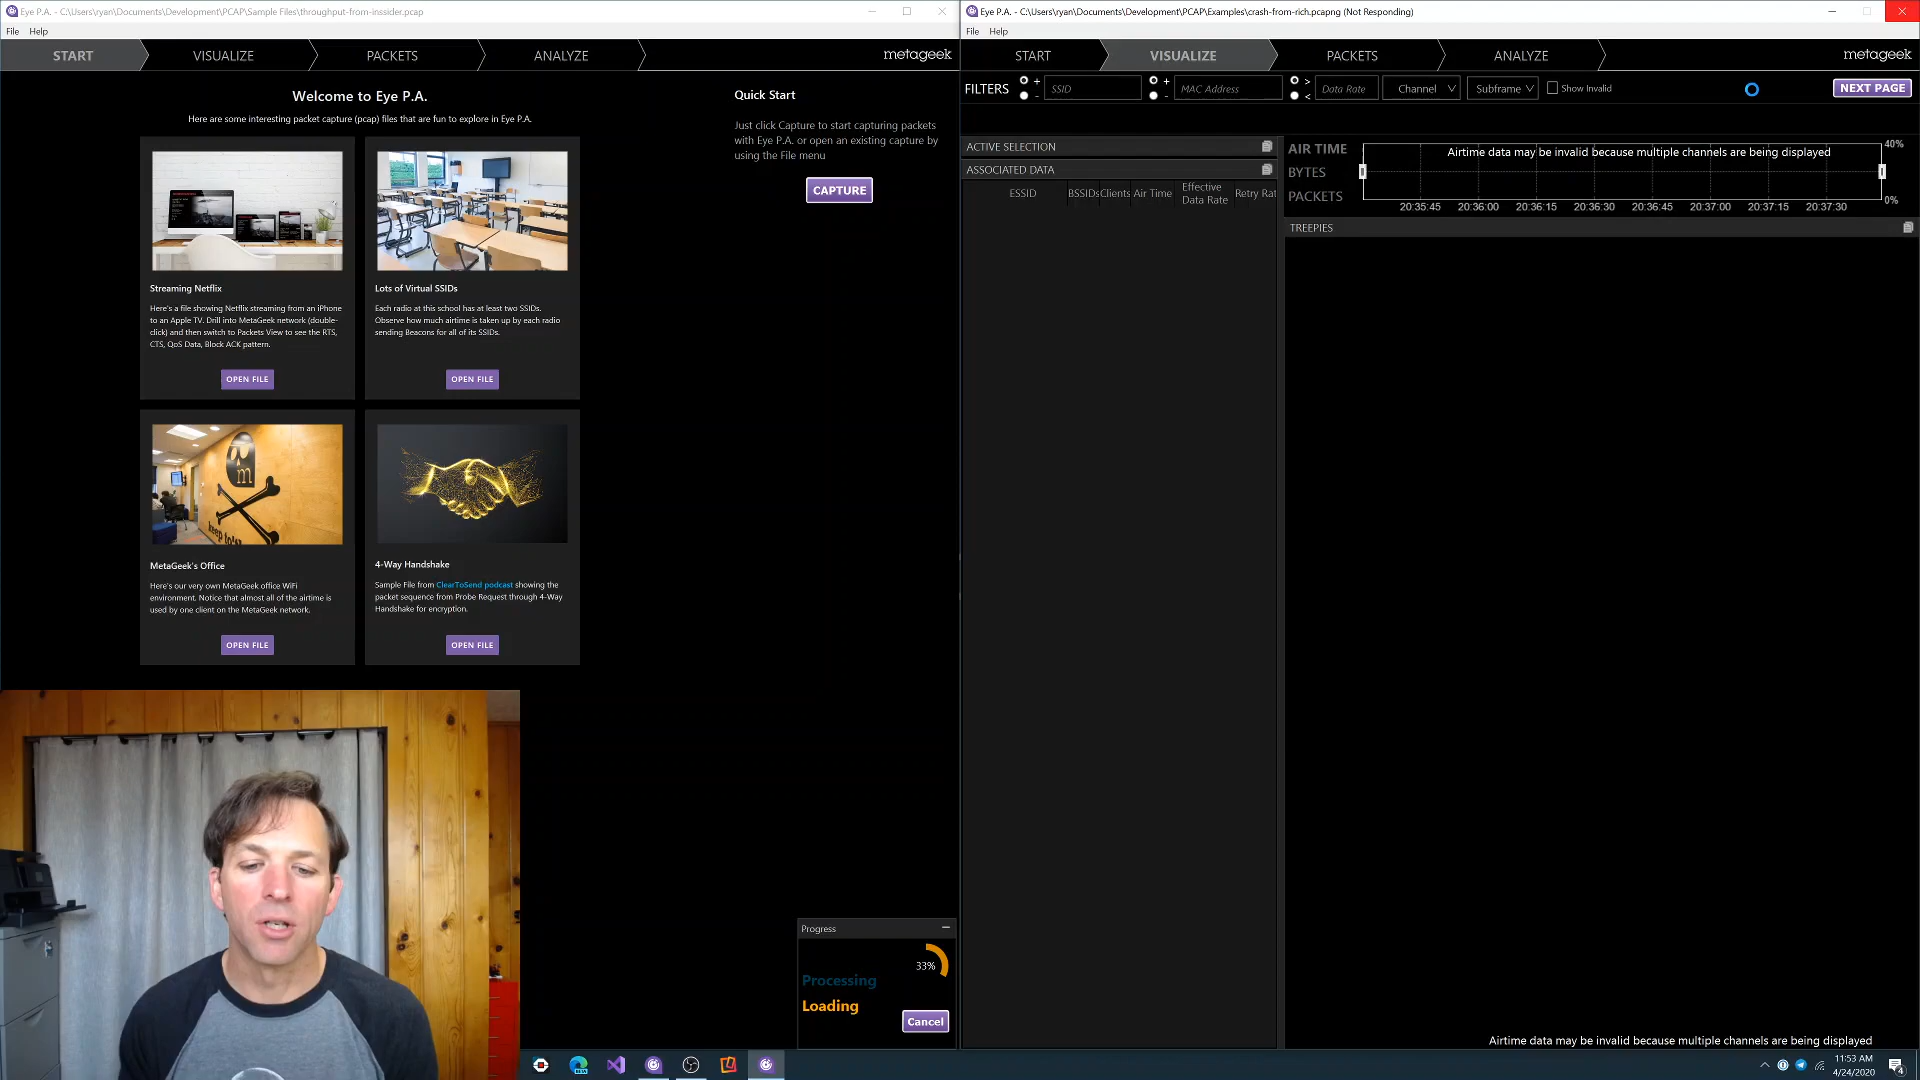 Eye P.A. - C:\Users\ryan\Documents\Development\PCAP\Sample Files\throughput-from-inssider.pcap
File Help
START VISUALIZE PACKETS ANALYZE metageek
Welcome to Eye P.A.
Here are some interesting packet capture (pcap) files that are fun to explore in Eye P.A.
Streaming Netflix
Here's a file showing Netflix streaming from an iPhone
to an Apple TV. Drill into MetaGeek network (double-
click) and then switch to Packets View to see the RTS,
CTS, QoS Data, Block ACK pattern.
OPEN FILE
Lots of Virtual SSIDs
Each radio at this school has at least two SSIDs.
Observe how much airtime is taken up by each radio
sending Beacons for all of its SSIDs.
OPEN FILE
m
keep to
MetaGeek's Office
Here's our very own MetaGeek office WiFi
environment. Notice that almost all of the airtime is
used by one client on the MetaGeek network.
OPEN FILE
4-Way Handshake
Sample File from ClearToSend podcast showing the
packet sequence from Probe Request through 4-Way
Handshake for encryption.
OPEN FILE
Quick Start
Just click Capture to start capturing packets
with Eye P.A. or open an existing capture by
using the File menu
CAPTURE
Progress
33%
Processing
Loading
Cancel
Eye P.A. - C:\Users\ryan\Documents\Development\PCAP\Examples\crash-from-rich.pcapng (Not Responding)
File Help
START VISUALIZE PACKETS ANALYZE metageek
FILTERS + - SSID + - MAC Address > < Data Rate Channel Subframe Show Invalid NEXT PAGE
ACTIVE SELECTION
ASSOCIATED DATA
ESSID BSSIDs Clients Air Time Effective Data Rate Retry Rat
AIR TIME
BYTES
PACKETS
Airtime data may be invalid because multiple channels are being displayed
40%
0%
20:35:45 20:36:00 20:36:15 20:36:30 20:36:45 20:37:00 20:37:15 20:37:30
TREEPIES
Airtime data may be invalid because multiple channels are being displayed
11:53 AM
4/24/2020
4